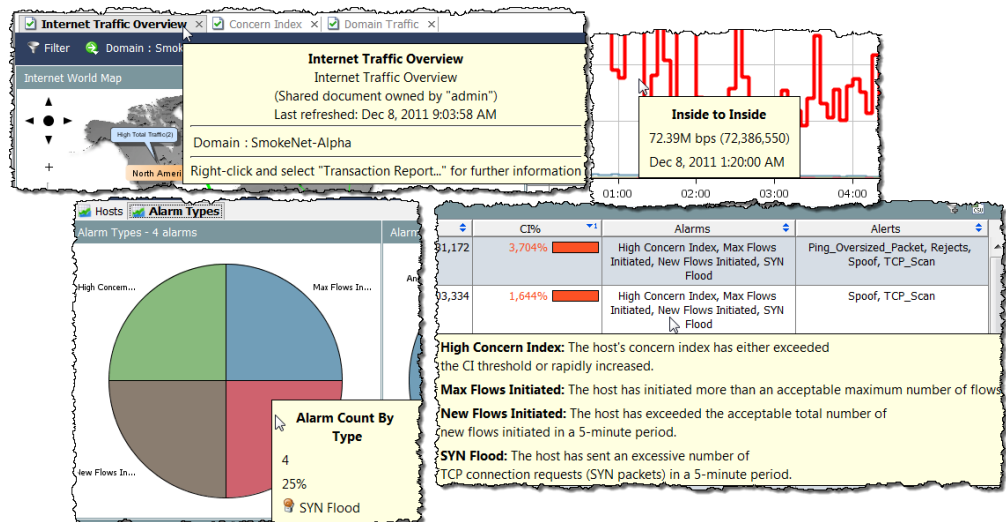 Internet Traffic Overview
Concern Index
Domain Traffic
Filter
Domain : Smok
Internet World Map
Internet Traffic Overview
Internet Traffic Overview
(Shared document owned by "admin")
Last refreshed: Dec 8, 2011 9:03:58 AM
Domain : SmokeNet-Alpha
Right-click and select "Transaction Report..." for further information
High Total Traffic(2)
North Ameri
Inside to Inside
72.39M bps (72,386,550)
Dec 8, 2011 1:20:00 AM
01:00 02:00 03:00 04:00
Hosts
Alarm Types
Alarm Types - 4 alarms
Alarm
High Concern...
Max Flows In...
An
New Flows In...
Alarm Count By
Type
4
25%
SYN Flood
CI% 1 Alarms Alerts
31,172 3,704% High Concern Index, Max Flows Ping_Oversized_Packet, Rejects,
Initiated, New Flows Initiated, SYN Spoof, TCP_Scan
Flood
03,334 1,644% High Concern Index, Max Flows Spoof, TCP_Scan
Initiated, New Flows Initiated, SYN
Flood
High Concern Index: The host's concern index has either exceeded
the CI threshold or rapidly increased.
Max Flows Initiated: The host has initiated more than an acceptable maximum number of flows
New Flows Initiated: The host has exceeded the acceptable total number of
new flows initiated in a 5-minute period.
SYN Flood: The host has sent an excessive number of
TCP connection requests (SYN packets) in a 5-minute period.